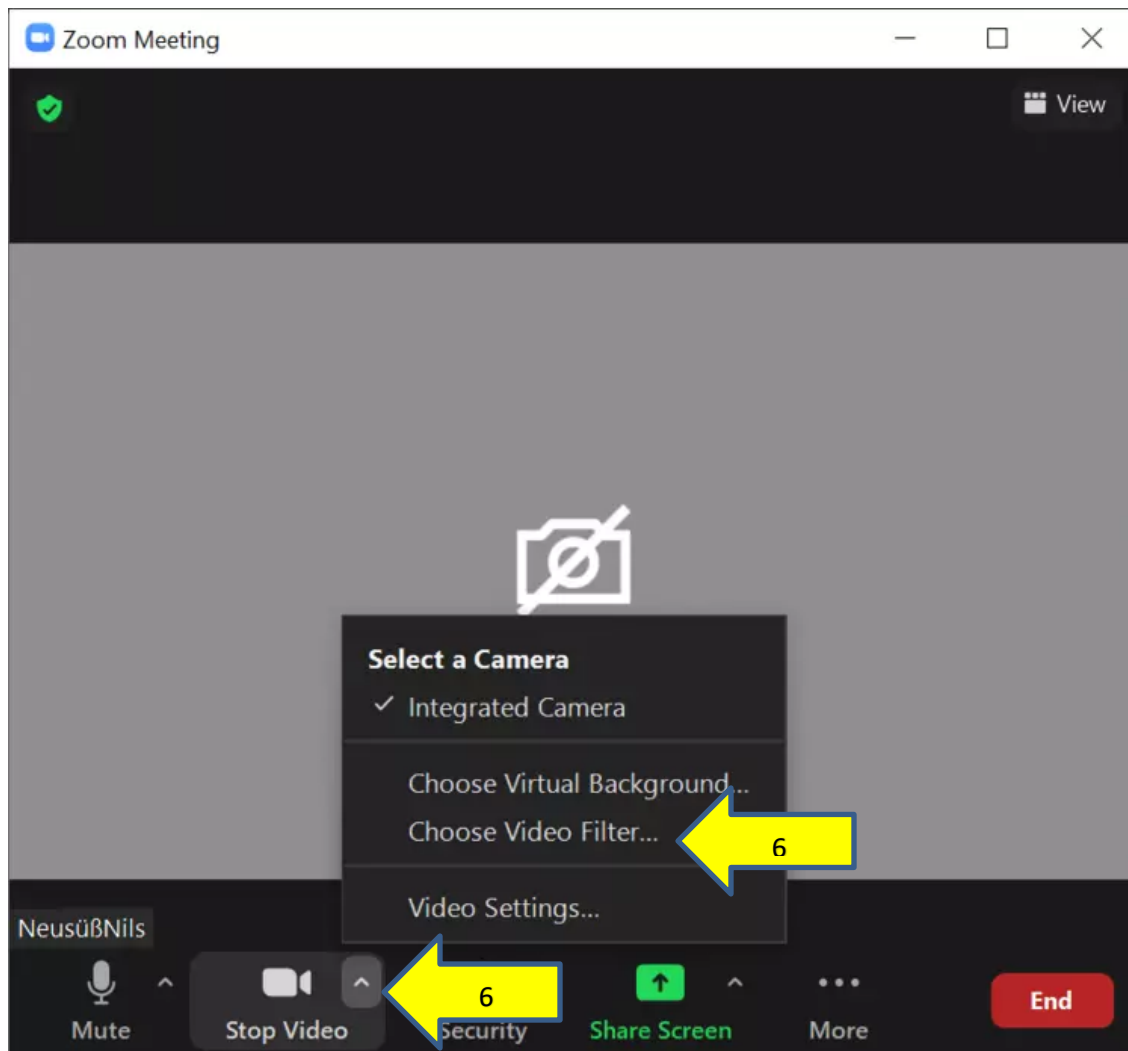 Zoom Meeting
View
Select a Camera
Integrated Camera
Choose Virtual Background...
Choose Video Filter...
6
Video Settings...
NeusüßNils
6
Mute
Stop Video
Security
Share Screen
More
End